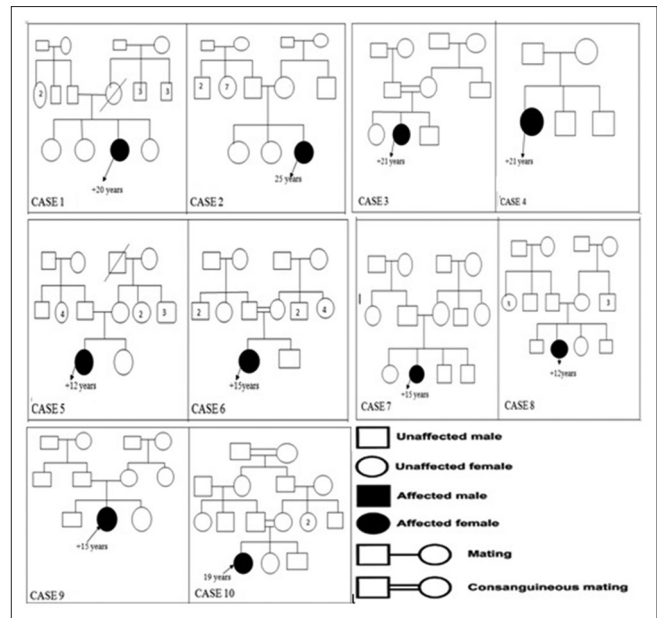 2
3
3
+20 years
CASE 1
2
7
25 years
CASE 2
+21 years
CASE 3
+21 years
CASE 4
4
2
3
+12 years
CASE 5
2
2
4
+15years
CASE 6
+15 years
CASE 7
3
+12years
CASE 8
+15 years
CASE 9
2
19 years
CASE 10
Unaffected male
Unaffected female
Affected male
Affected female
Mating
Consanguineous mating